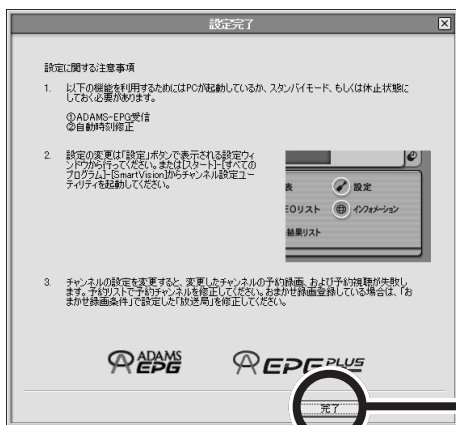 設定完了
設定に関する注意事項
1. 以下の機能を利用するためにはPCが起動しているか、スタンバイモード、もしくは休止状態に
しておく必要があります。
①ADAMS-EPG受信
②自動時刻修正
2. 設定の変更は「設定」ボタンで表示される設定ウィ
ンドウから行ってください。または[スタート]-[すべての
プログラム]-[SmartVision]からチャンネル設定ユー
ティリティを起動してください。
表 設定
EOリスト インフォメーション
結果リスト
3. チャンネルの設定を変更すると、変更したチャンネルの予約録画、および予約視聴が失敗し
ます。予約リストで予約チャンネルを修正してください。おまかせ録画登録している場合は、「お
まかせ録画条件」で設定した「放送局」を修正してください。
ADAMS EPG
EPG PLUS
完了